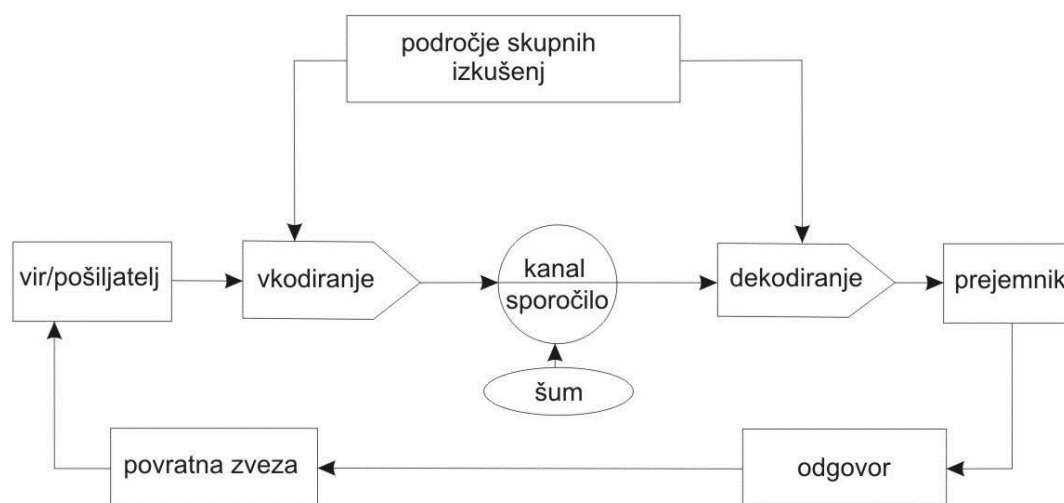 področje skupnih
izkušenj
vir/pošiljatelj
vkodiranje
kanal
sporočilo
dekodiranje
prejemnik
šum
povratna zveza
odgovor